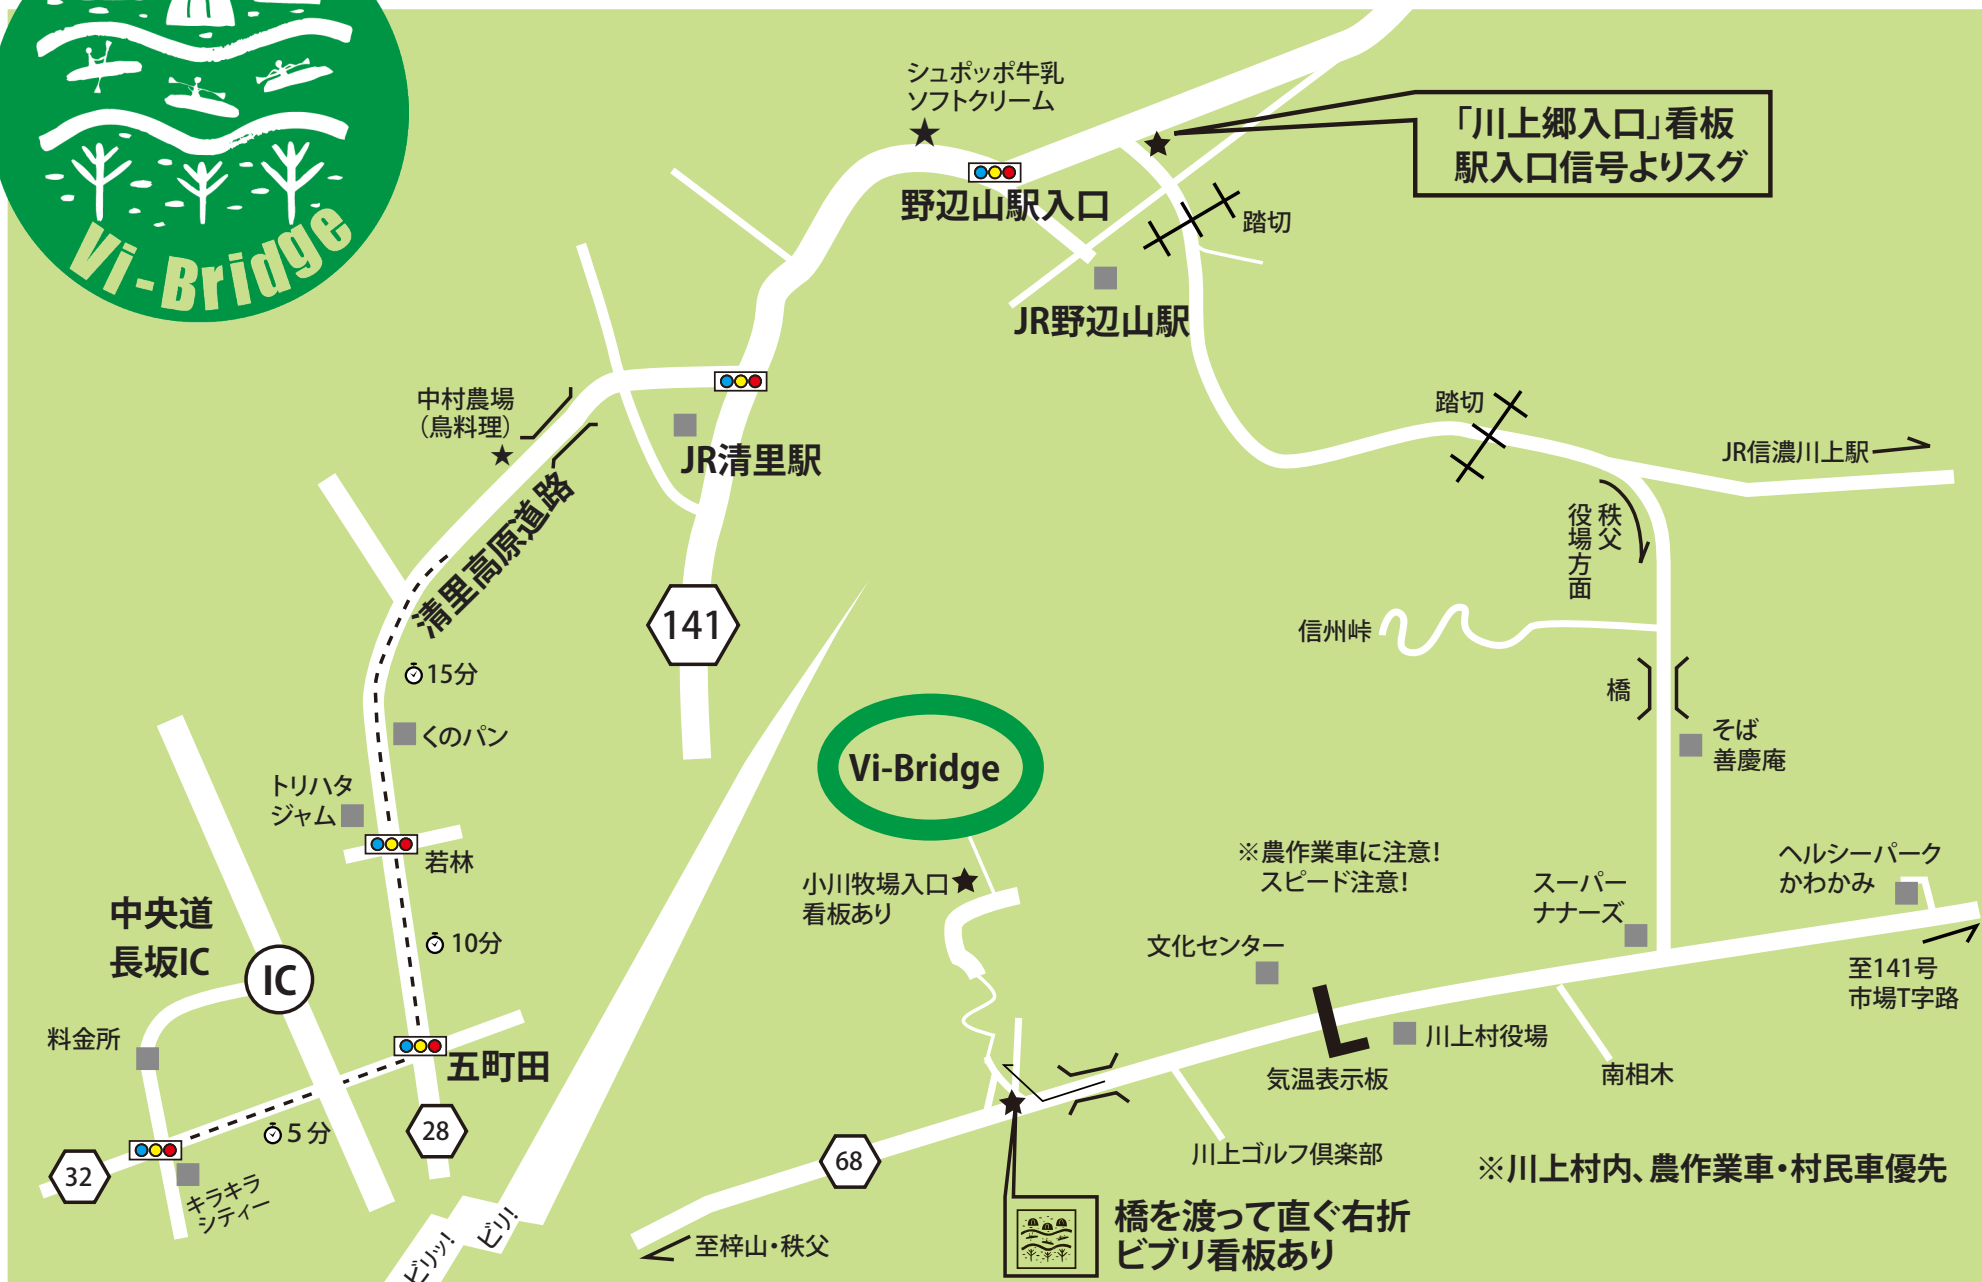 Vi-Bridge
シュポッポ牛乳
ソフトクリーム
「川上郷入口」看板
駅入口信号よりスグ
野辺山駅入口
踏切
JR野辺山駅
中村農場
（鳥料理）
JR清里駅
踏切
JR信濃川上駅
清里高原道路
秩父
役場方面
141
信州峠
15分
橋
くのパン
そば
善慶庵
Vi-Bridge
トリハタ
ジャム
若林
※農作業車に注意！
スピード注意！
ヘルシーパーク
かわかみ
小川牧場入口
看板あり
スーパー
ナナーズ
中央道
長坂IC
IC
10分
文化センター
至141号
市場T字路
料金所
川上村役場
五町田
気温表示板
南相木
5分
28
32
キラキラ
シティー
68
川上ゴルフ倶楽部
※川上村内、農作業車・村民車優先
ビリッ！
ビリ！
至梓山・秩父
橋を渡って直ぐ右折
ビブリ看板あり